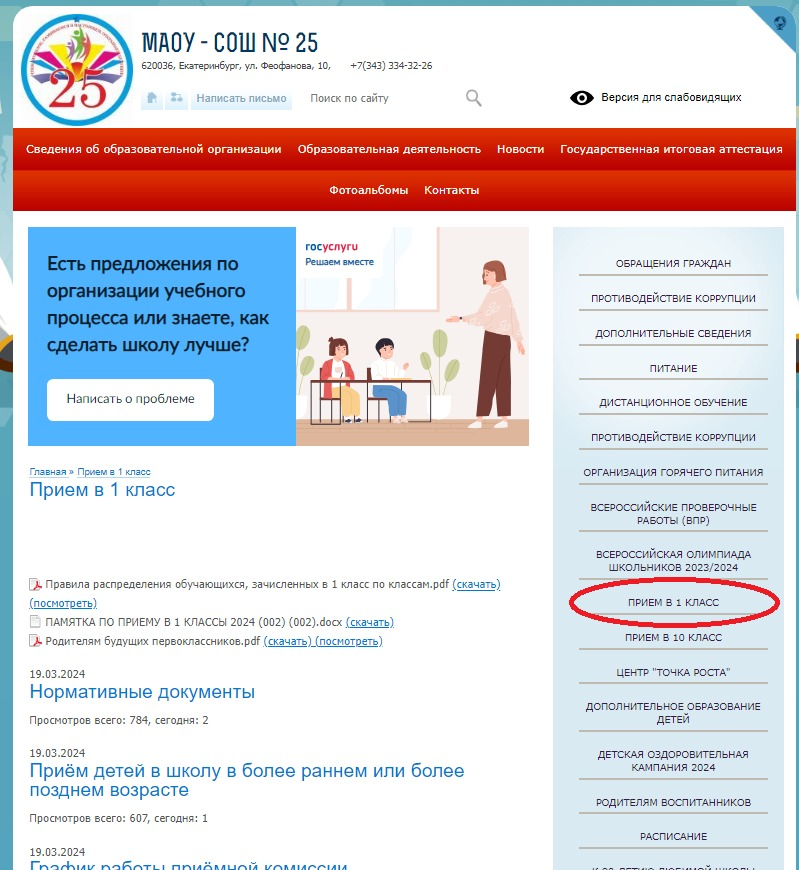 25
МАОУ - СОШ № 25
620036, Екатеринбург, ул. Феофанова, 10, +7(343) 334-32-26
Написать письмо Поиск по сайту Версия для слабовидящих
Сведения об образовательной организации Образовательная деятельность Новости Государственная итоговая аттестация
Фотоальбомы Контакты
Есть предложения по
организации учебного
процесса или знаете, как
сделать школу лучше?
Написать о проблеме
госуслуги
Решаем вместе
Главная » Прием в 1 класс
Прием в 1 класс
Правила распределения обучающихся, зачисленных в 1 класс по классам.pdf (скачать)
(посмотреть)
ПАМЯТКА ПО ПРИЕМУ В 1 КЛАССЫ 2024 (002) (002).docx (скачать)
Родителям будущих первоклассников.pdf (скачать) (посмотреть)
19.03.2024
Нормативные документы
Просмотров всего: 784, сегодня: 2
19.03.2024
Приём детей в школу в более раннем или более
позднем возрасте
Просмотров всего: 607, сегодня: 1
19.03.2024
График работы приёмной комиссии
ОБРАЩЕНИЯ ГРАЖДАН
ПРОТИВОДЕЙСТВИЕ КОРРУПЦИИ
ДОПОЛНИТЕЛЬНЫЕ СВЕДЕНИЯ
ПИТАНИЕ
ДИСТАНЦИОННОЕ ОБУЧЕНИЕ
ПРОТИВОДЕЙСТВИЕ КОРРУПЦИИ
ОРГАНИЗАЦИЯ ГОРЯЧЕГО ПИТАНИЯ
ВСЕРОССИЙСКИЕ ПРОВЕРОЧНЫЕ
РАБОТЫ (ВПР)
ВСЕРОССИЙСКАЯ ОЛИМПИАДА
ШКОЛЬНИКОВ 2023/2024
ПРИЕМ В 1 КЛАСС
ПРИЕМ В 10 КЛАСС
ЦЕНТР "ТОЧКА РОСТА"
ДОПОЛНИТЕЛЬНОЕ ОБРАЗОВАНИЕ
ДЕТЕЙ
ДЕТСКАЯ ОЗДОРОВИТЕЛЬНАЯ
КАМПАНИЯ 2024
РОДИТЕЛЯМ ВОСПИТАННИКОВ
РАСПИСАНИЕ